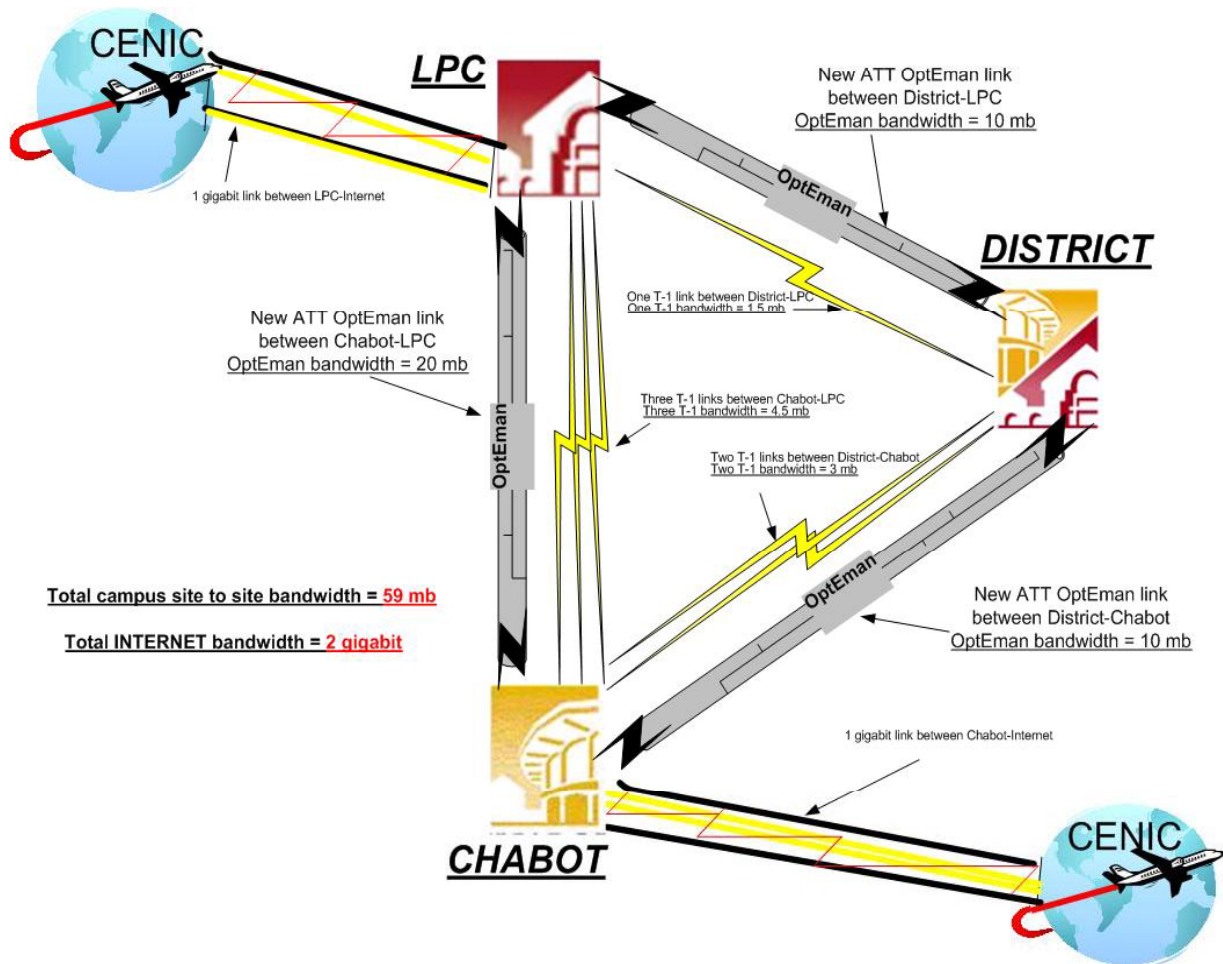 CENIC
LPC
New ATT OptEman link
between District-LPC
OptEman bandwidth = 10 mb
1 gigabit link between LPC-Internet
OptEman
DISTRICT
One T-1 link between District-LPC
One T-1 bandwidth = 1.5 mb
New ATT OptEman link
between Chabot-LPC
OptEman bandwidth = 20 mb
OptEman
Three T-1 links between Chabot-LPC
Three T-1 bandwidth = 4.5 mb
Two T-1 links between District-Chabot
Two T-1 bandwidth = 3 mb
OptEman
Total campus site to site bandwidth = 59 mb
Total INTERNET bandwidth = 2 gigabit
New ATT OptEman link
between District-Chabot
OptEman bandwidth = 10 mb
1 gigabit link between Chabot-Internet
CHABOT
CENIC